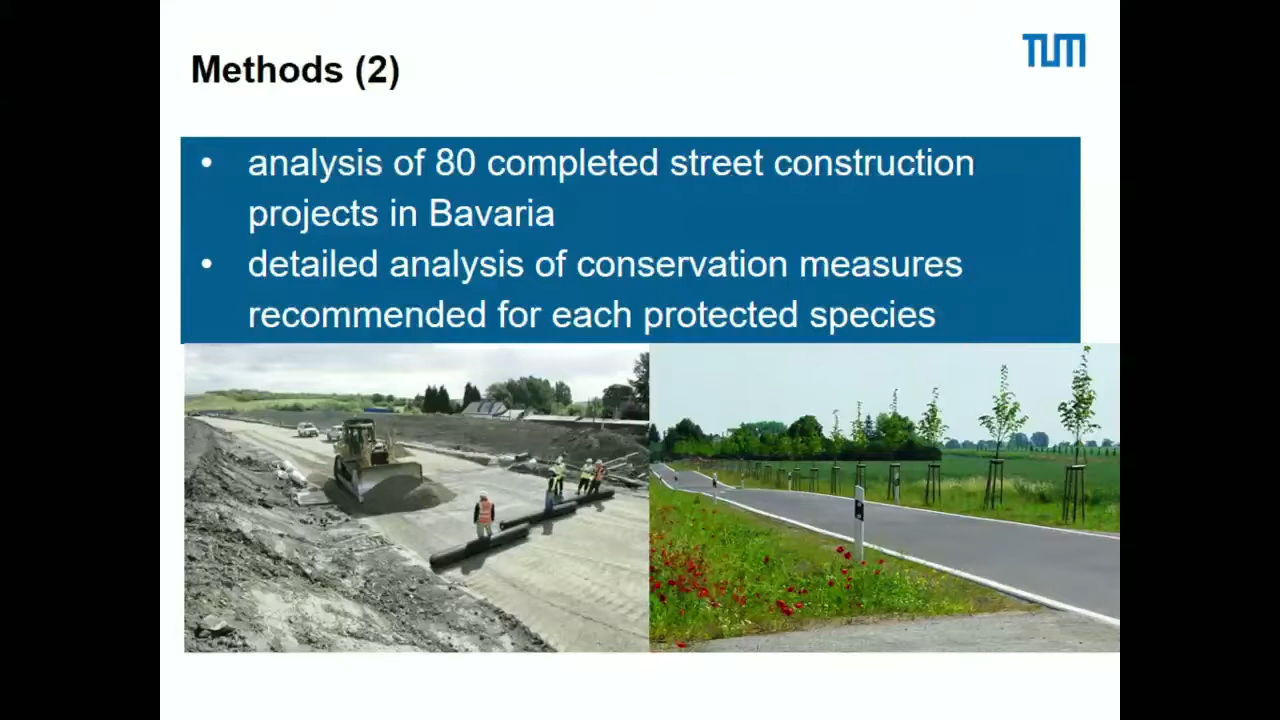 Methods (2)
TUM
• analysis of 80 completed street construction
projects in Bavaria
• detailed analysis of conservation measures
recommended for each protected species